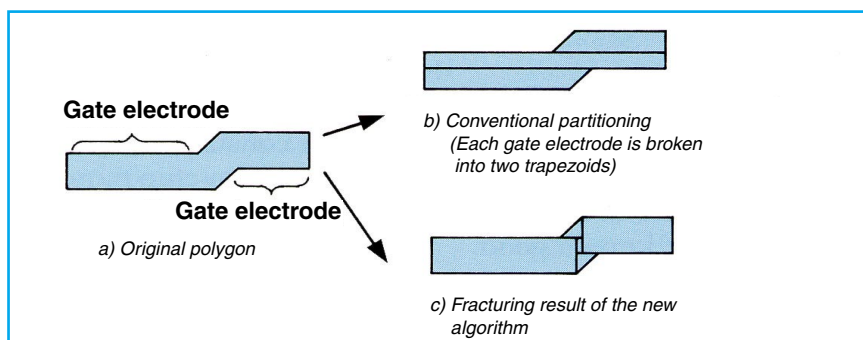 Gate electrode
Gate electrode
a) Original polygon
b) Conventional partitioning
(Each gate electrode is broken
into two trapezoids)
c) Fracturing result of the new
algorithm